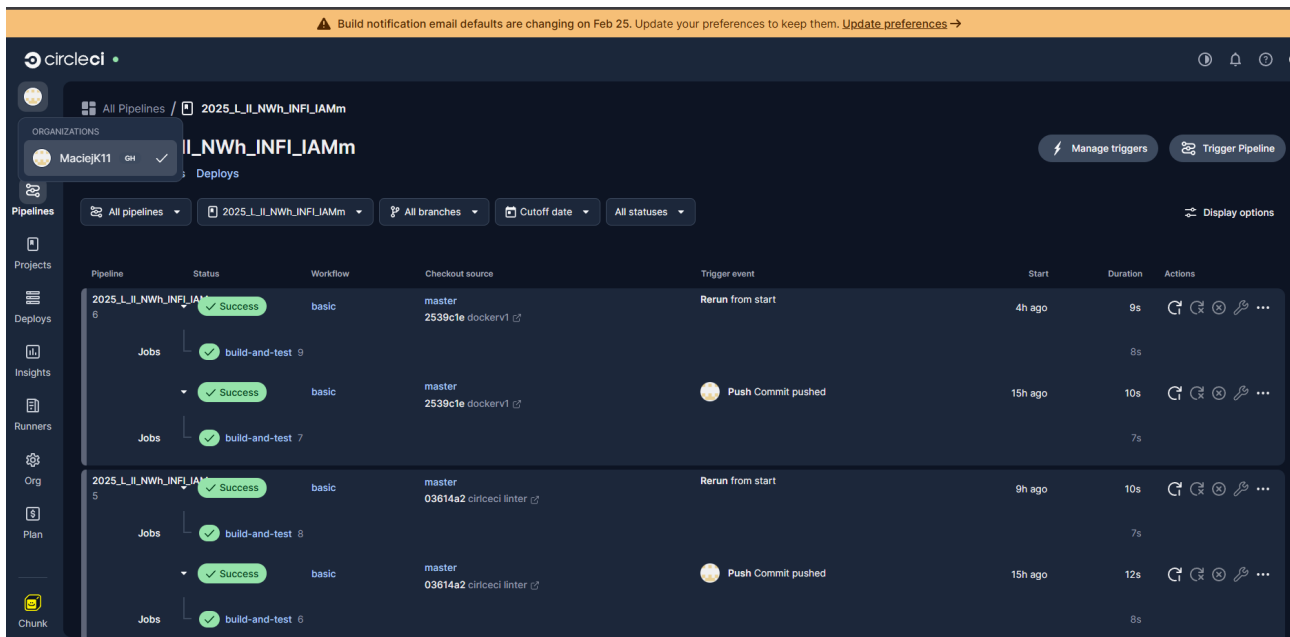 Build notification email defaults are changing on Feb 25. Update your preferences to keep them. Update preferences →
circleci
All Pipelines / 2025_L_II_NWh_INFI_IAMm
ORGANIZATIONS
MaciejK11 GH
II_NWh_INFI_IAMm
Manage triggers
Trigger Pipeline
s Deploys
Pipelines
All pipelines
2025_L_II_NWh_INFI_IAMm
All branches
Cutoff date
All statuses
Display options
Projects
Deploys
Insights
Runners
Org
Plan
Chunk
Pipeline Status Workflow Checkout source Trigger event Start Duration Actions
2025_L_II_NWh_INFI_IAM
6
Success basic master Rerun from start 4h ago 9s
2539c1e dockerv1
Jobs build-and-test 9 8s
Success basic master Push Commit pushed 15h ago 10s
2539c1e dockerv1
Jobs build-and-test 7 7s
2025_L_II_NWh_INFI_IAM
5
Success basic master Rerun from start 9h ago 10s
03614a2 cirlceci linter
Jobs build-and-test 8 7s
Success basic master Push Commit pushed 15h ago 12s
03614a2 cirlceci linter
Jobs build-and-test 6 8s